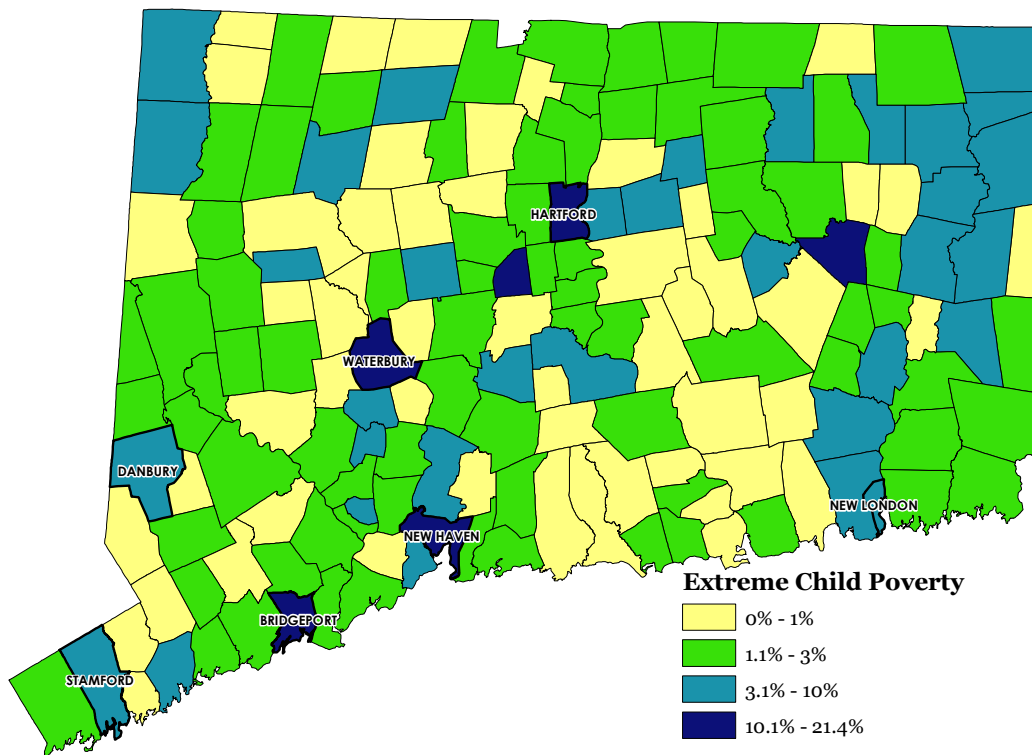 HARTFORD
WATERBURY
DANBURY
NEW LONDON
NEW HAVEN
BRIDGEPORT
STAMFORD
Extreme Child Poverty
0% - 1%
1.1% - 3%
3.1% - 10%
10.1% - 21.4%